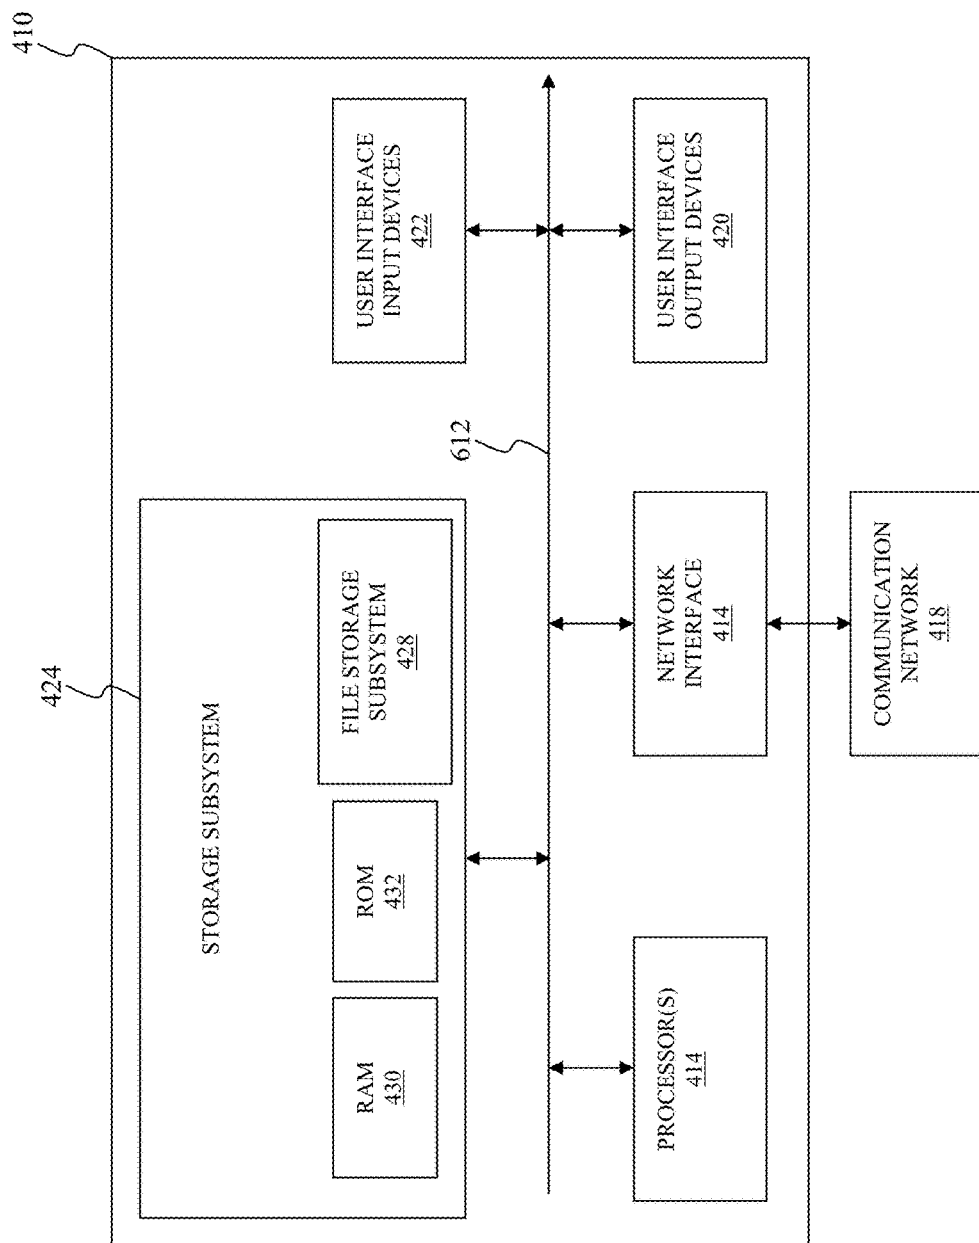 410
424
STORAGE SUBSYSTEM
RAM
430
ROM
432
FILE STORAGE
SUBSYSTEM
428
USER INTERFACE
INPUT DEVICES
422
612
PROCESSOR(S)
414
NETWORK
INTERFACE
414
USER INTERFACE
OUTPUT DEVICES
420
COMMUNICATION
NETWORK
418